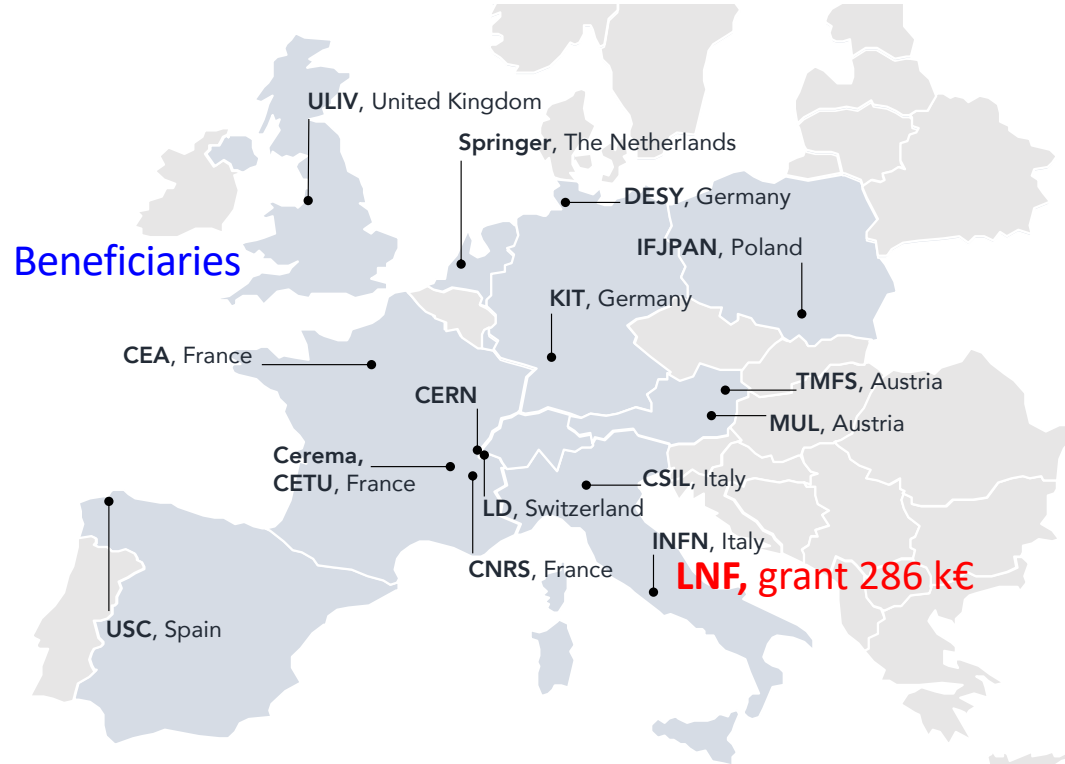 ULIV, United Kingdom
Springer, The Netherlands
DESY, Germany
IFJPAN, Poland
Beneficiaries
KIT, Germany
CEA, France
TMFS, Austria
CERN
MUL, Austria
Cerema,
CETU, France
CSIL, Italy
LD, Switzerland
INFN, Italy
CNRS, France
LNF, grant 286 k€
USC, Spain